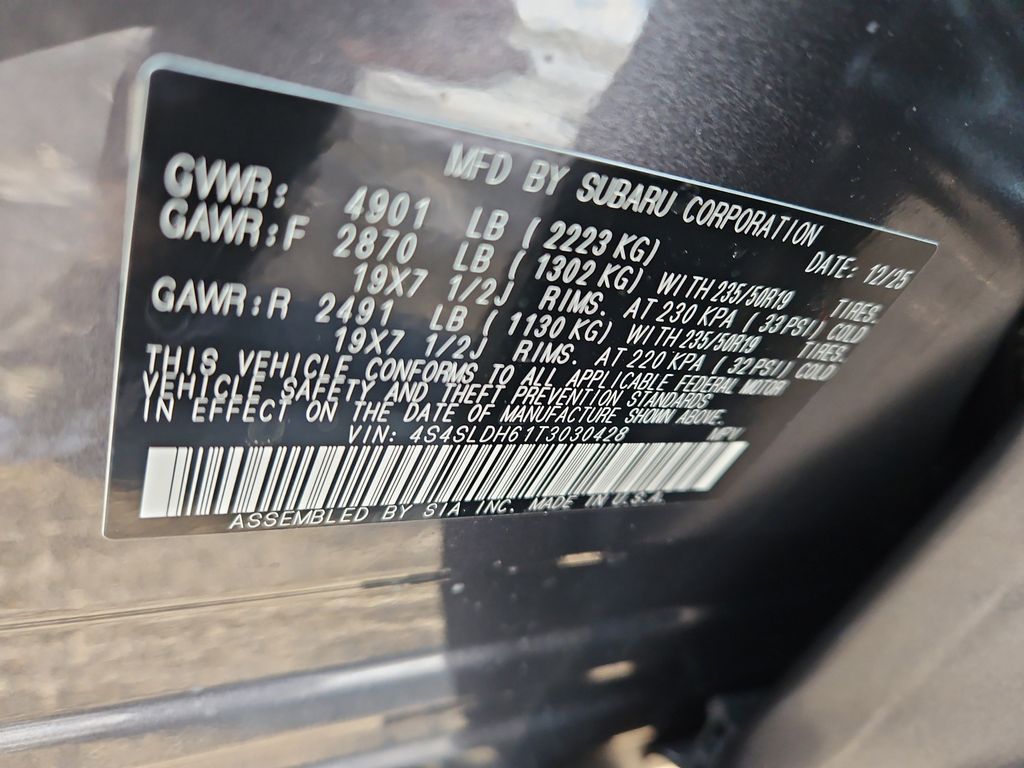 MFD BY SUBARU CORPORATION
DATE: 12/25
GVWR: 4901 LB ( 2223 KG)
GAWR:F 2870 LB ( 1302 KG) WITH 235/50R19 TIRES.
19X7 1/2J RIMS. AT 230 KPA ( 33 PSI) COLD
GAWR:R 2491 LB ( 1130 KG) WITH 235/50R19 TIRES.
19X7 1/2J RIMS. AT 220 KPA ( 32 PSI) COLD
THIS VEHICLE CONFORMS TO ALL APPLICABLE FEDERAL MOTOR
VEHICLE SAFETY AND THEFT PREVENTION STANDARDS
IN EFFECT ON THE DATE OF MANUFACTURE SHOWN ABOVE.
VIN: 4S4SLDH61T3030428 MPV
ASSEMBLED BY SIA INC. MADE IN U.S.A.